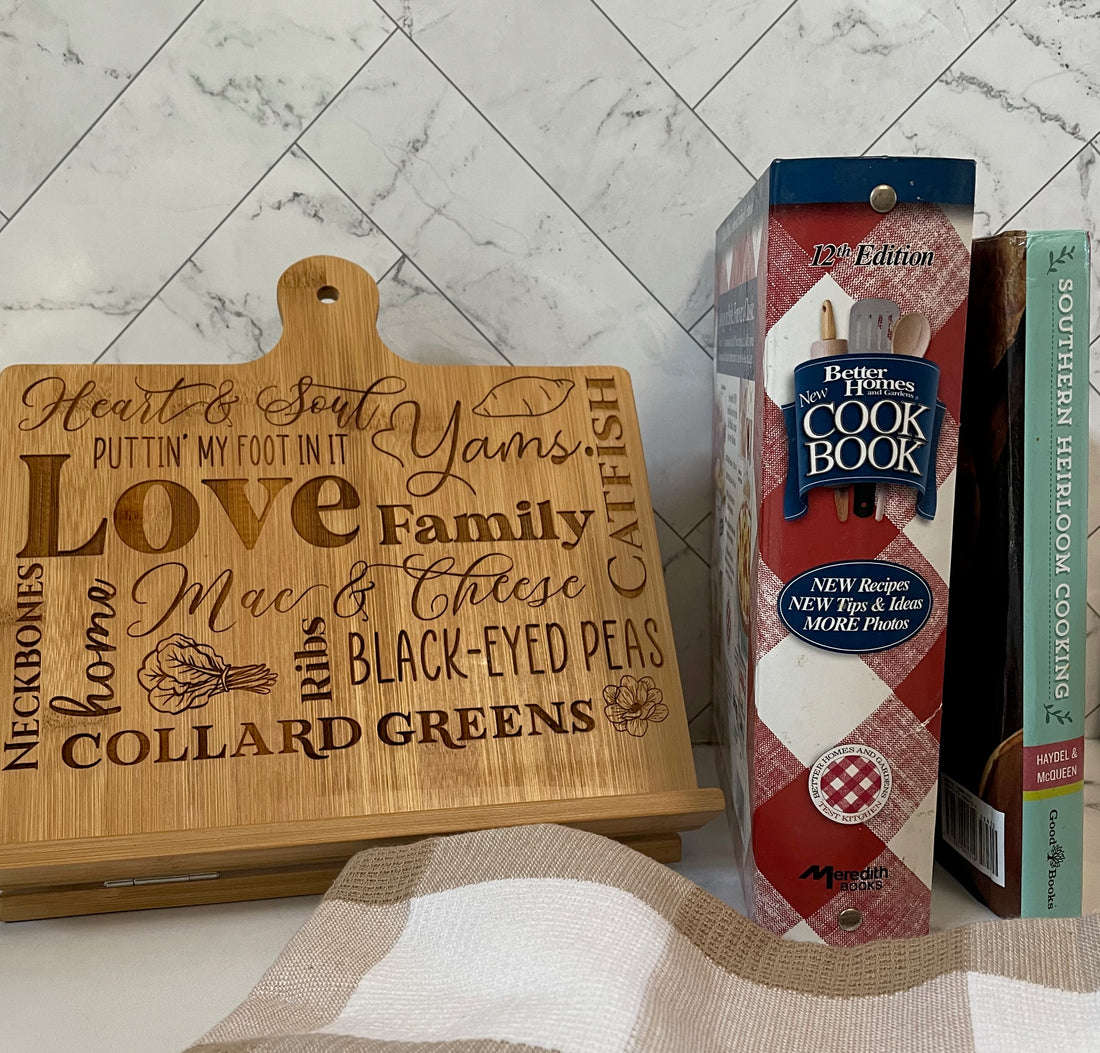 Heart & Soul
PUTTIN' MY FOOT IN IT
Yams
CATFISH
Love
Family
Mac & Cheese
NECKBONES
home
Ribs
BLACK-EYED PEAS
COLLARD GREENS
12th Edition
New
Better
Homes
and Gardens
COOK
BOOK
NEW Recipes
NEW Tips & Ideas
MORE Photos
BETTER HOMES AND GARDENS
TEST KITCHEN
Meredith
BOOKS
SOUTHERN HEIRLOOM COOKING
HAYDEL &
McQUEEN
Good Books